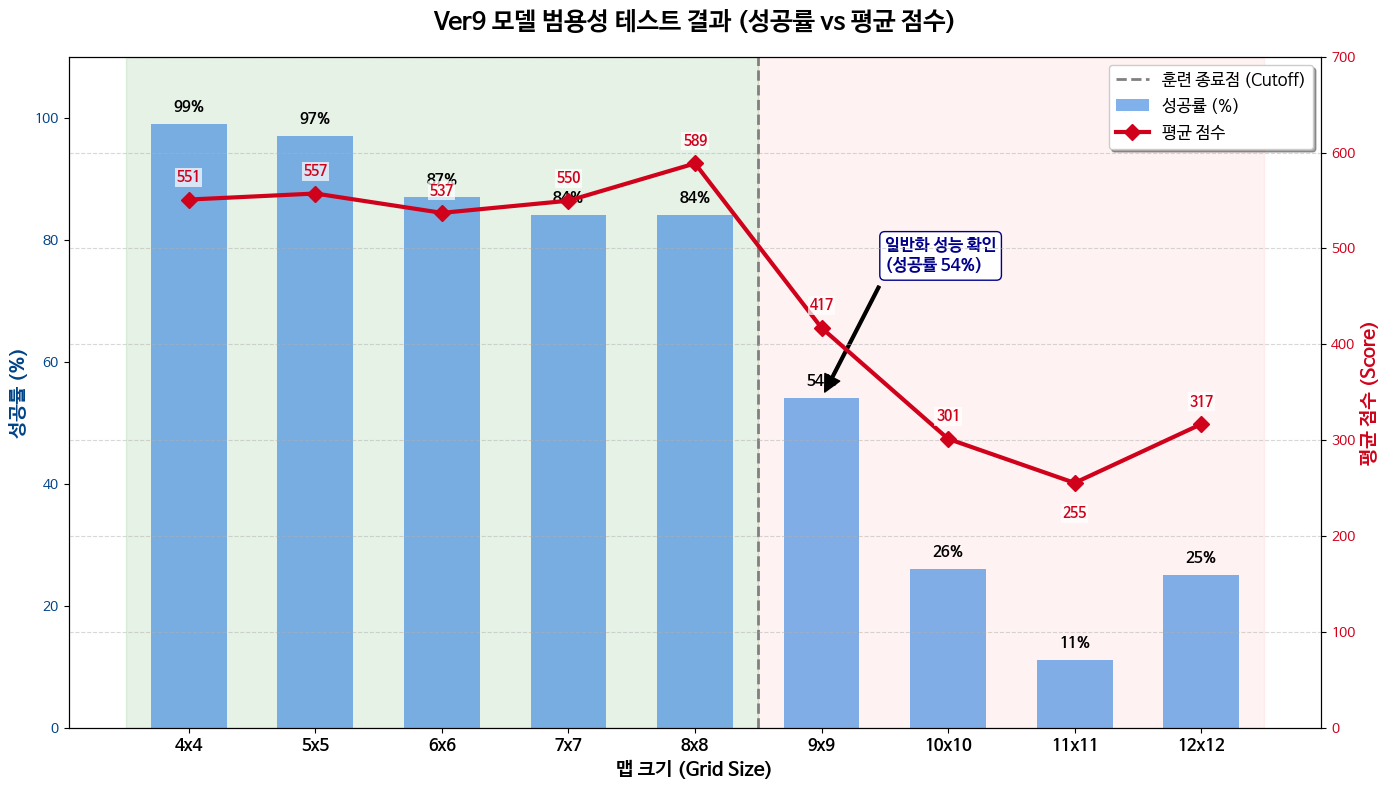 Ver9 모델 범용성 테스트 결과 (성공률 vs 평균 점수)
훈련 종료점 (Cutoff)
성공률 (%)
평균 점수
성공률 (%)
100
80
60
40
20
0
700
600
500
400
300
200
100
0
평균 점수 (Score)
99%
97%
87%
84%
84%
26%
11%
25%
551
557
537
550
589
417
301
255
317
일반화 성능 확인
(성공률 54%)
4x4
5x5
6x6
7x7
8x8
9x9
10x10
11x11
12x12
맵 크기 (Grid Size)